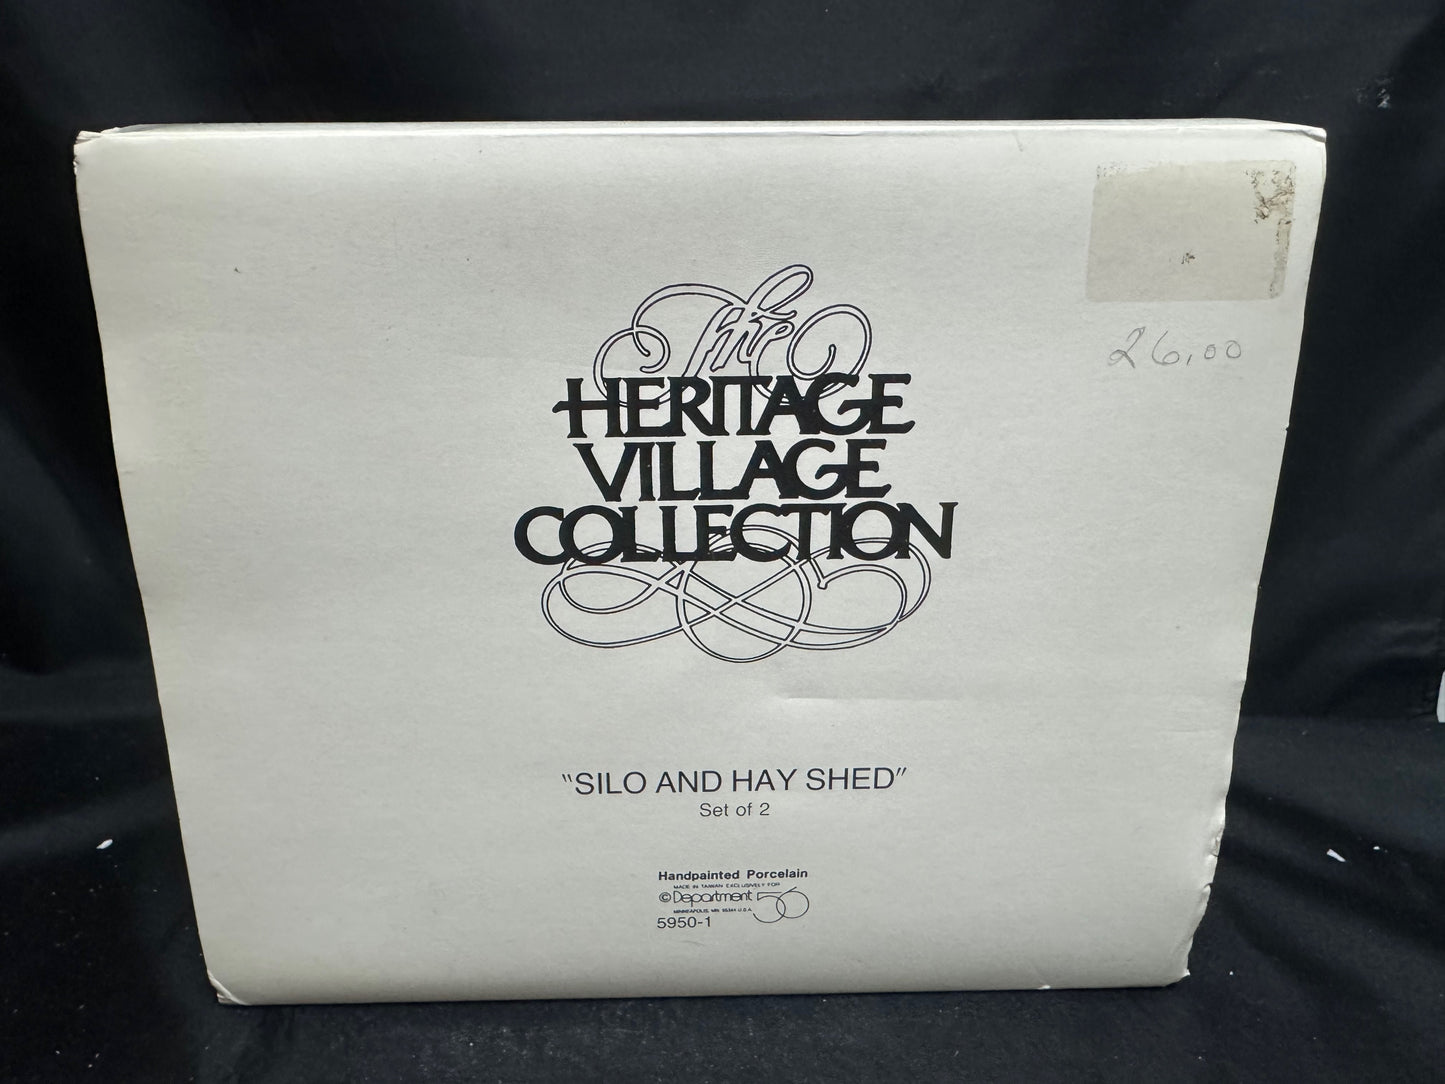 The
HERITAGE
VILLAGE
COLLECTION
26.00
"SILO AND HAY SHED"
Set of 2
Handpainted Porcelain
MADE IN TAIWAN EXCLUSIVELY FOR
©Department 56
MINNEAPOLIS, MN 55344 U.S.A.
5950-1